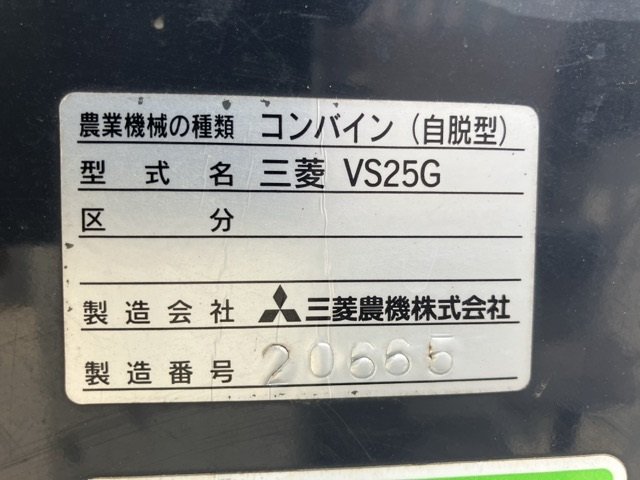 農業機械の種類 コンバイン（自脱型）
型式名 三菱 VS25G
区分
製造会社 三菱農機株式会社
製造番号 20665